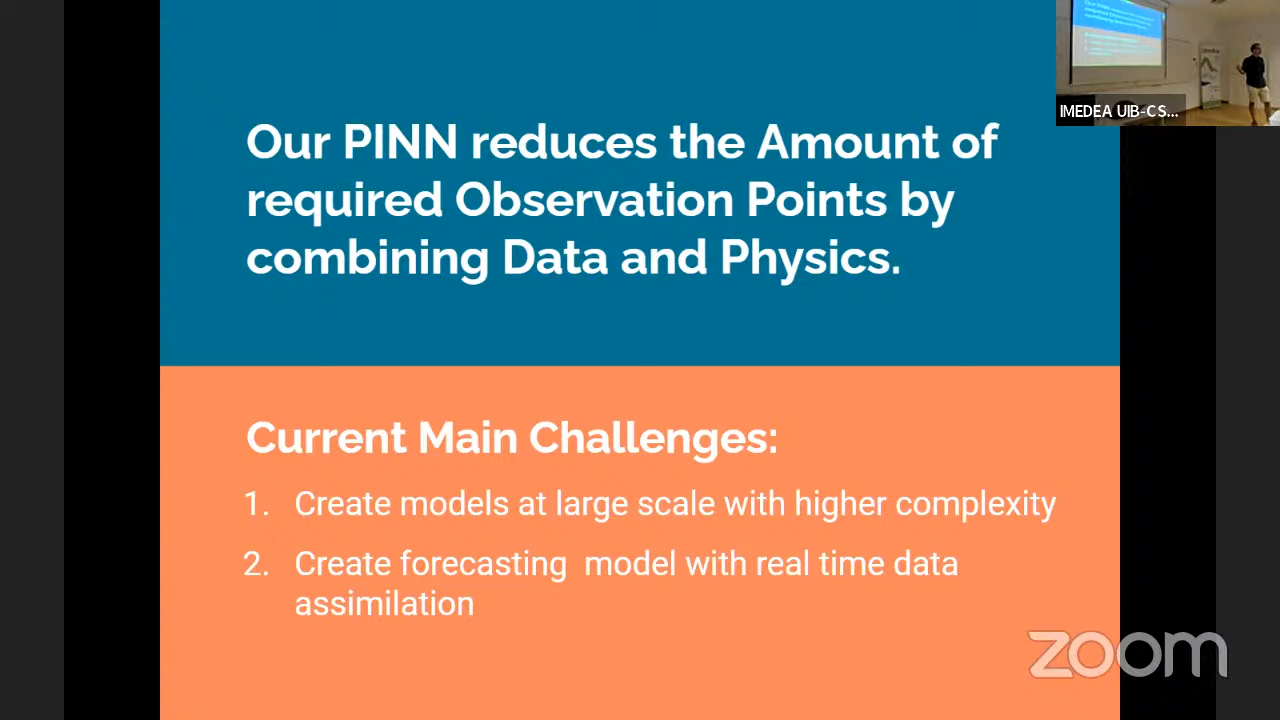 Our PINN reduces the Amount of
required Observation Points by
combining Data and Physics.
IMEDEA UIB-CS...
Current Main Challenges:
1. Create models at large scale with higher complexity
2. Create forecasting model with real time data
assimilation
zoom